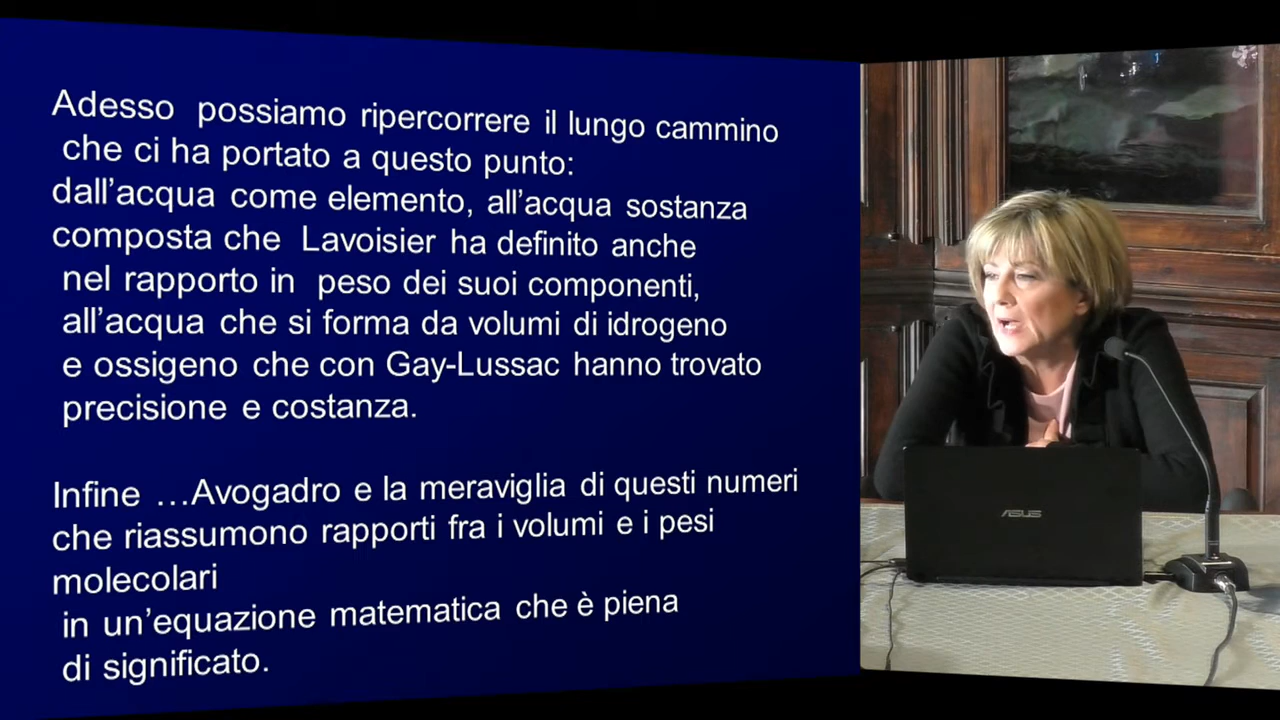 Adesso possiamo ripercorrere il lungo cammino
che ci ha portato a questo punto:
dall’acqua come elemento, all’acqua sostanza
composta che Lavoisier ha definito anche
nel rapporto in peso dei suoi componenti,
all’acqua che si forma da volumi di idrogeno
e ossigeno che con Gay-Lussac hanno trovato
precisione e costanza.
Infine …Avogadro e la meraviglia di questi numeri
che riassumono rapporti fra i volumi e i pesi
molecolari
in un’equazione matematica che è piena
di significato.
ASUS